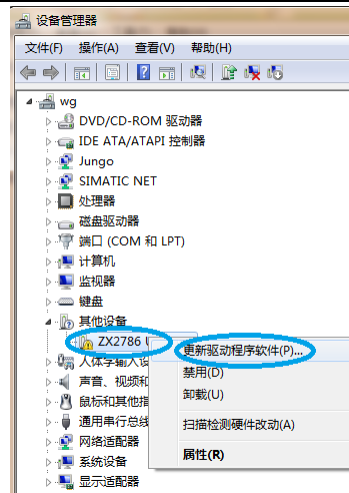 设备管理器
文件(F) 操作(A) 查看(V) 帮助(H)
wg
DVD/CD-ROM 驱动器
IDE ATA/ATAPI 控制器
Jungo
SIMATIC NET
处理器
磁盘驱动器
端口 (COM 和 LPT)
计算机
监视器
键盘
其他设备
ZX2786 U
更新驱动程序软件(P)...
人体学输入设
禁用(D)
声音、视频和
卸载(U)
鼠标和其他指
通用串行总线
扫描检测硬件改动(A)
网络适配器
系统设备
属性(R)
显示适配器